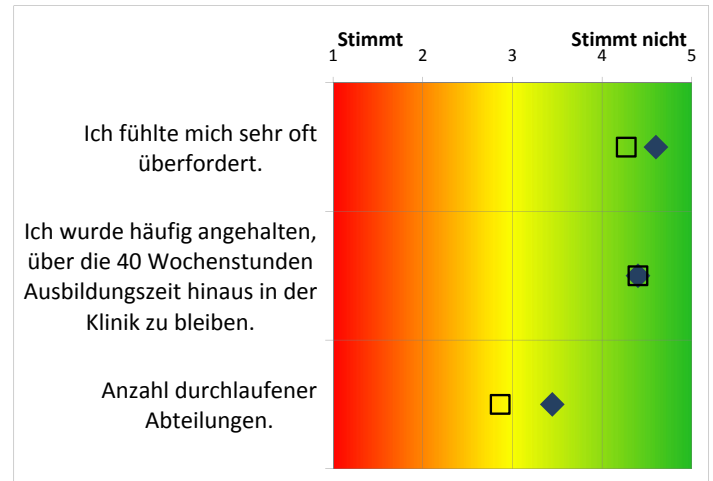 Stimmt Stimmt nicht
1 2 3 4 5
Ich fühlte mich sehr oft
überfordert.
Ich wurde häufig angehalten,
über die 40 Wochenstunden
Ausbildungszeit hinaus in der
Klinik zu bleiben.
Anzahl durchlaufener
Abteilungen.